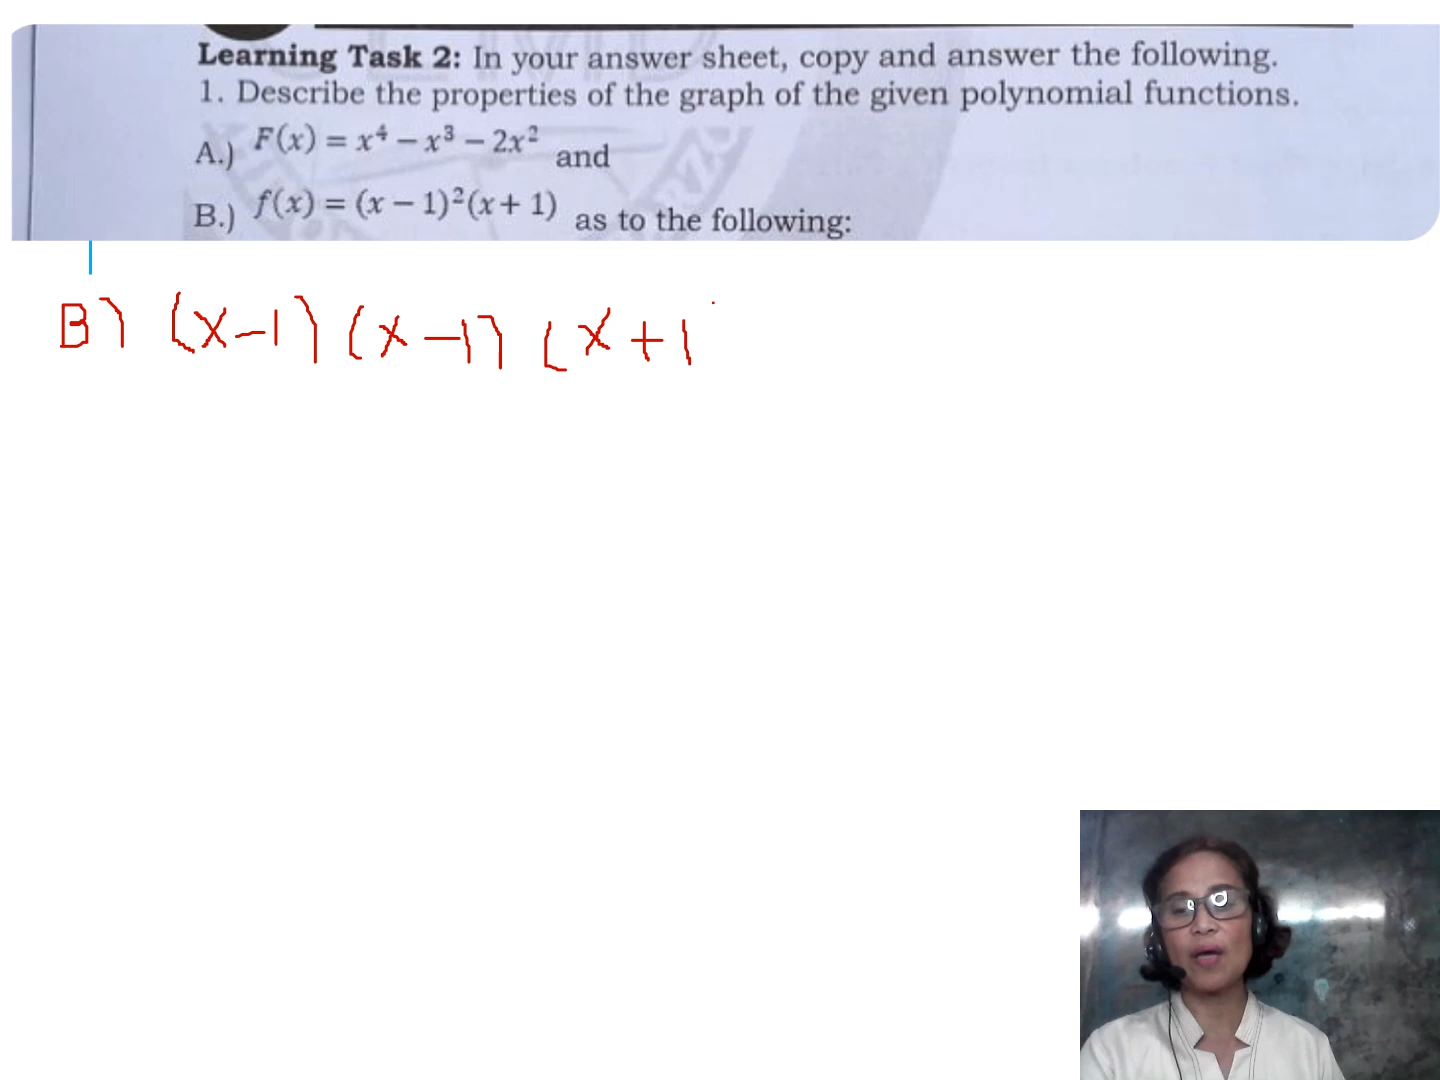 Learning Task 2: In your answer sheet, copy and answer the following.
1. Describe the properties of the graph of the given polynomial functions.
A.) F(x) = x⁴ − x³ − 2x² and
B.) f(x) = (x − 1)²(x + 1) as to the following:
B) (x-1) (x-1) (x+1